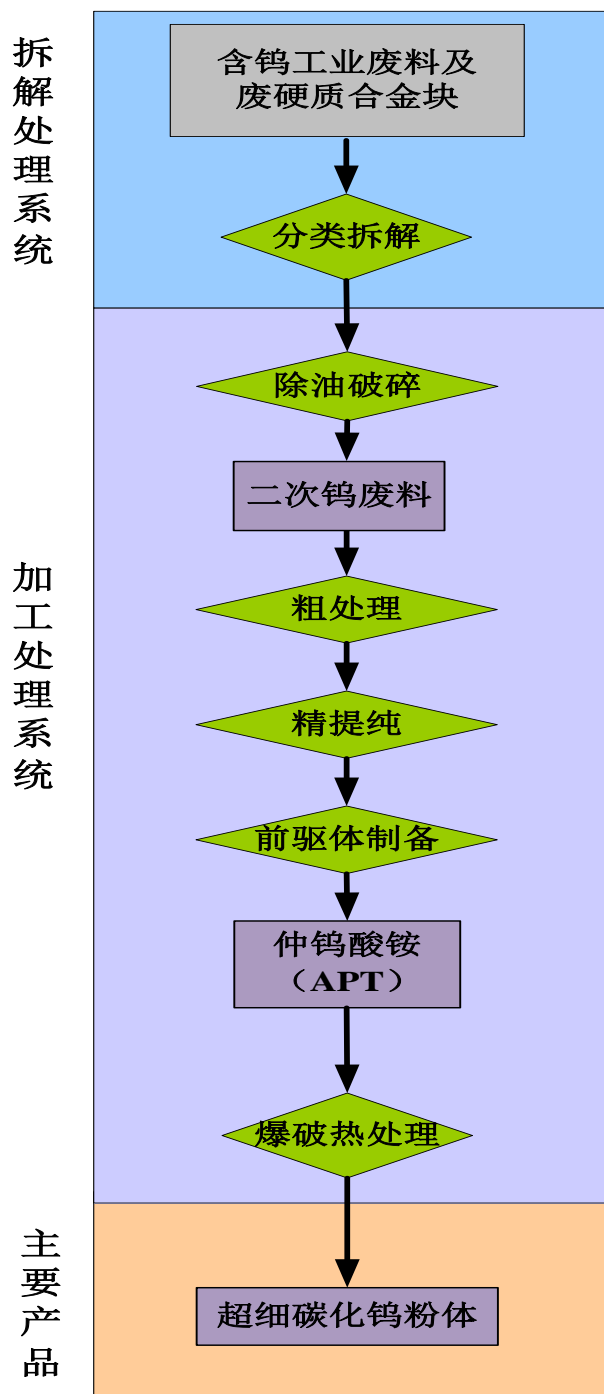 拆解处理系统
含钨工业废料及
废硬质合金块
分类拆解
加工处理系统
除油破碎
二次钨废料
粗处理
精提纯
前驱体制备
仲钨酸铵
（APT）
爆破热处理
主要产品
超细碳化钨粉体